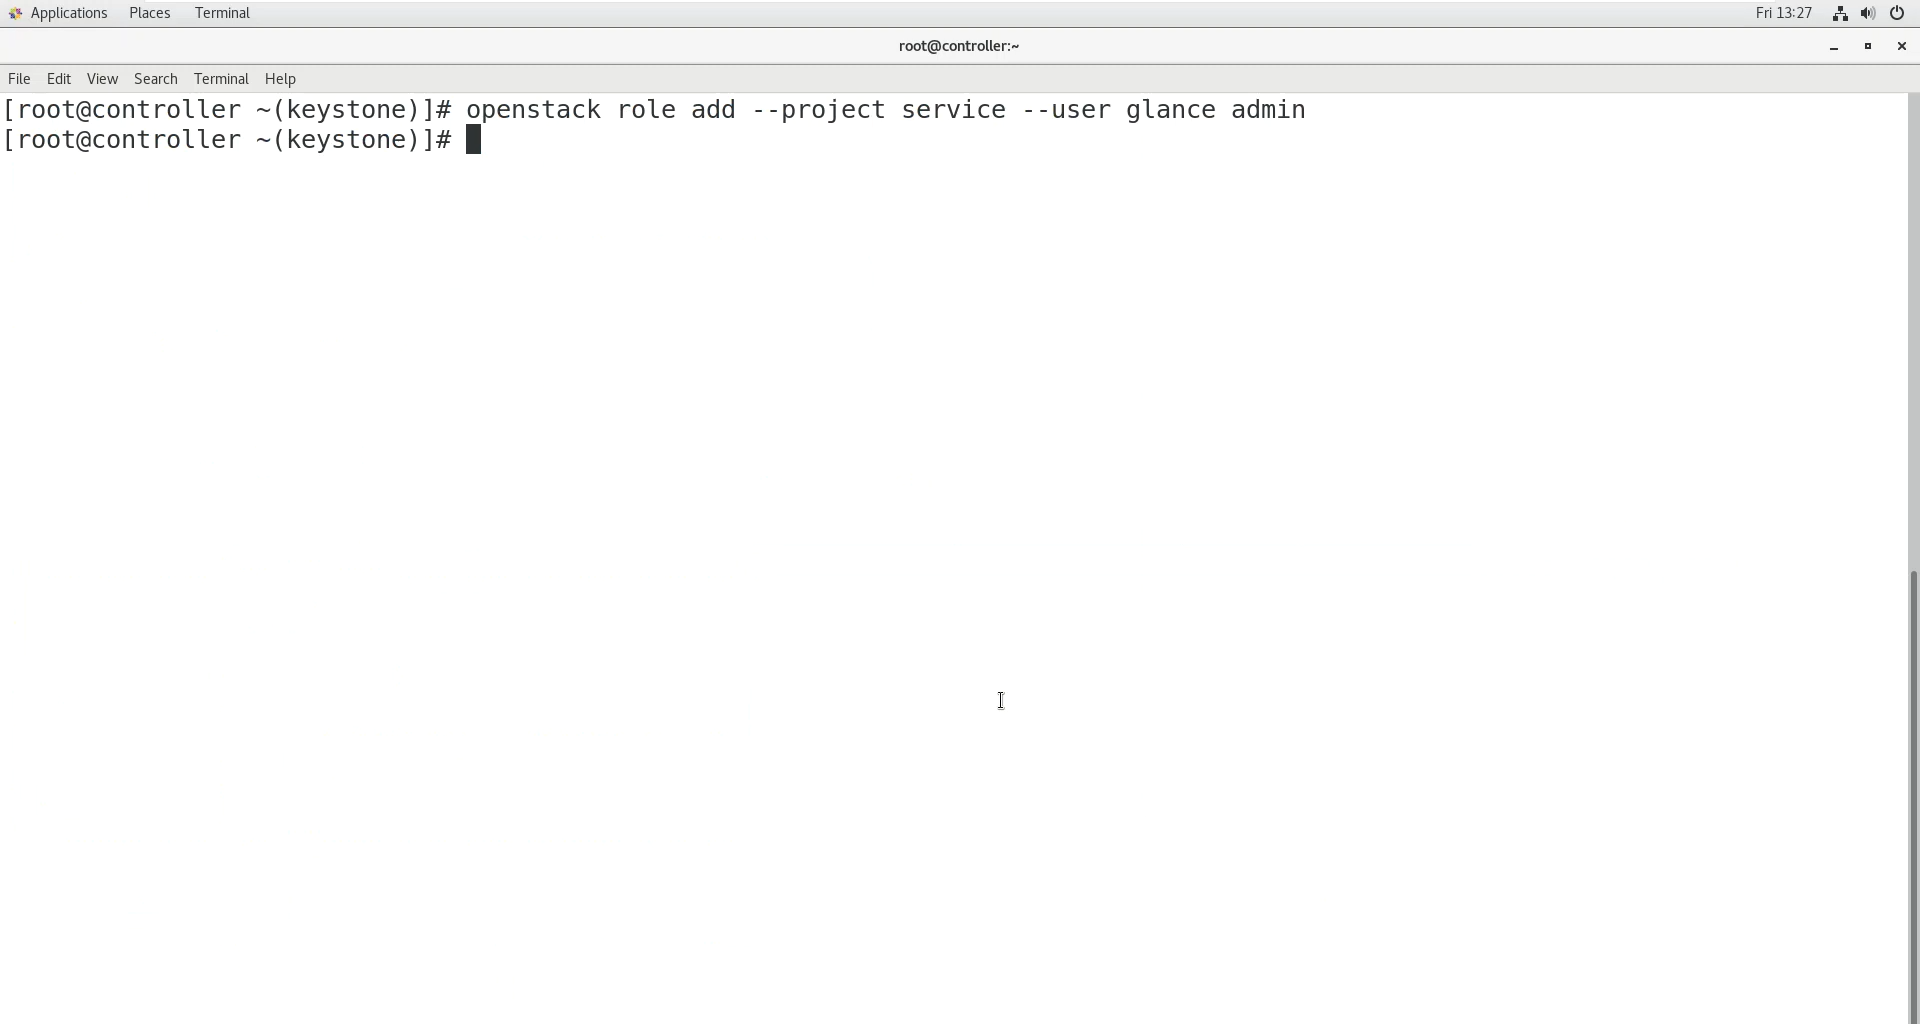 Applications Places Terminal Fri 13:27
root@controller:~
File Edit View Search Terminal Help
[root@controller ~(keystone)]# openstack role add --project service --user glance admin
[root@controller ~(keystone)]#